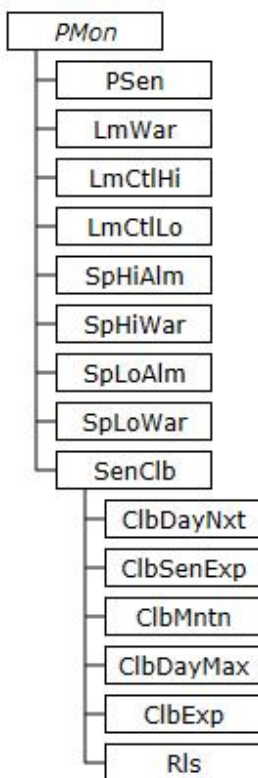 PMon
PSen
LmWar
LmCtlHi
LmCtlLo
SpHiAlm
SpHiWar
SpLoAlm
SpLoWar
SenClb
ClbDayNxt
ClbSenExp
ClbMntn
ClbDayMax
ClbExp
Rls